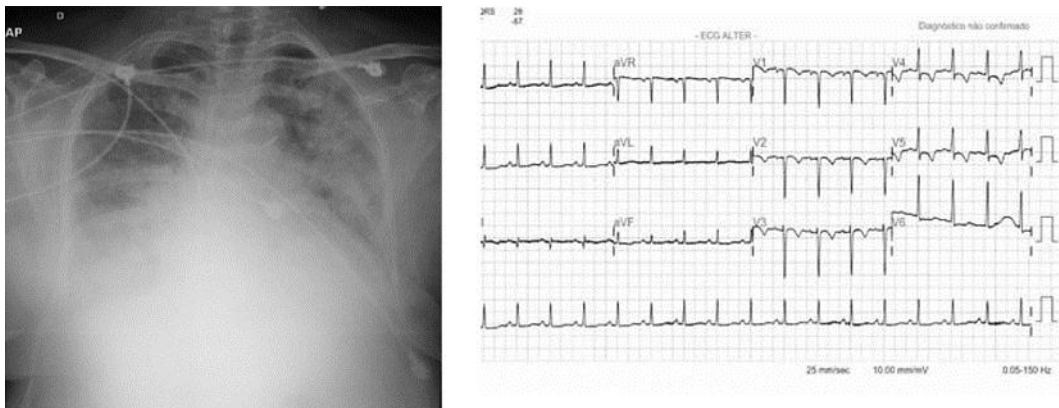 D
AP
QRS 28
-67
Diagnóstico não confirmado
- ECG ALTER -
aVR V1 V4
aVL V2 V5
aVF V3 V6
25 mm/sec 10.00 mm/mV 0.05-150 Hz